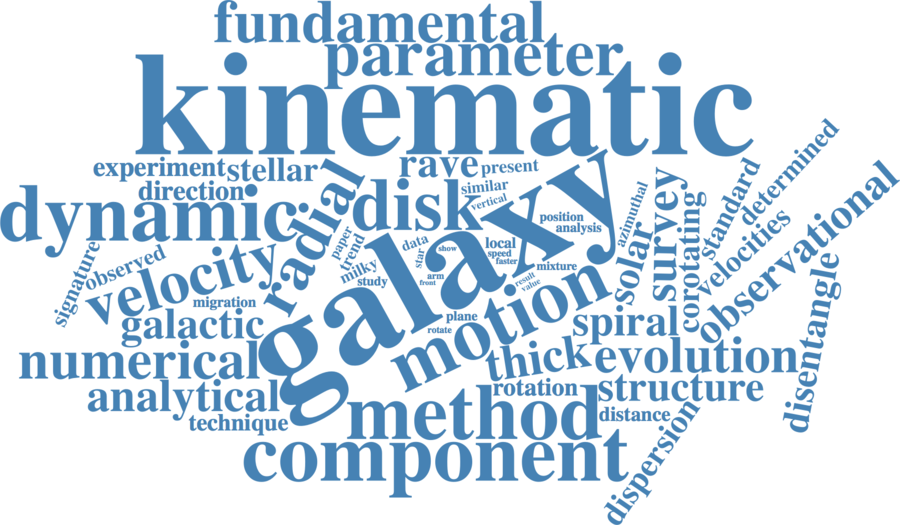 fundamental
parameter
kinematic
experiment
stellar
rave
present
direction
radial
disk
similar
vertical
galaxy
dynamic
position
analysis
azimuthal
survey
corotating
standard
determined
velocities
observational
solar
signature
observed
velocity
paper
trend
milky
study
data
star
show
local
speed
faster
mixture
arm
front
result
value
migration
galactic
plane
rotate
motion
spiral
disentangle
numerical
thick
evolution
analytical
rotation
structure
technique
method
distance
component
dispersion